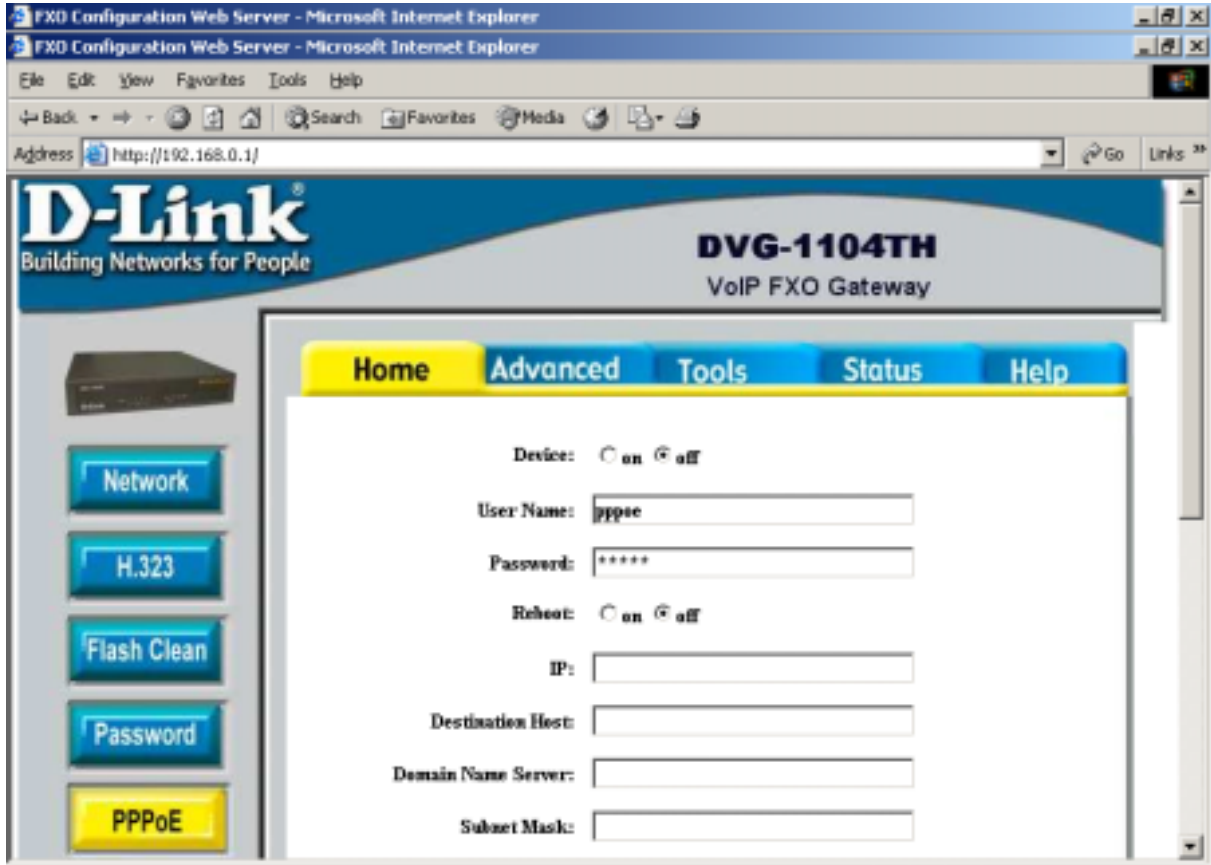 FXO Configuration Web Server - Microsoft Internet Explorer
FXO Configuration Web Server - Microsoft Internet Explorer
File Edit View Favorites Tools Help
Back Search Favorites Media
Address http://192.168.0.1/ Go Links »
D-Link®
Building Networks for People
DVG-1104TH
VoIP FXO Gateway
Home Advanced Tools Status Help
Network
H.323
Flash Clean
Password
PPPoE
Device: on off
User Name: pppoe
Password: *****
Reboot: on off
IP:
Destination Host:
Domain Name Server:
Subnet Mask: